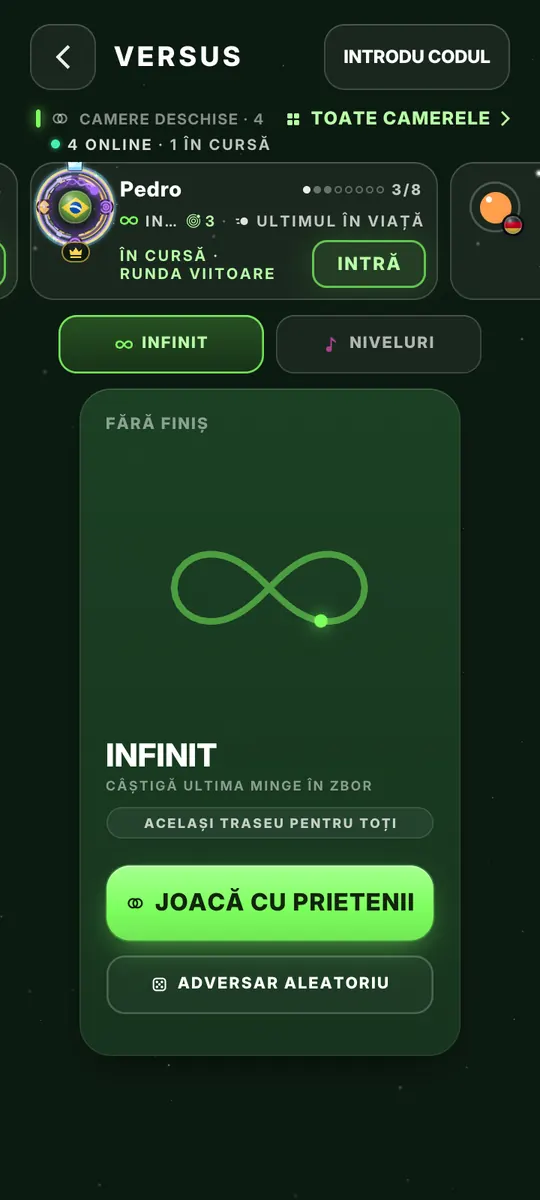 VERSUS
INTRODU CODUL
CAMERE DESCHISE · 4
TOATE CAMERELE
4 ONLINE · 1 ÎN CURSĂ
Pedro
3/8
IN… 3 · ULTIMUL ÎN VIAȚĂ
ÎN CURSĂ ·
RUNDA VIITOARE
INTRĂ
INFINIT
NIVELURI
FĂRĂ FINIȘ
INFINIT
CÂȘTIGĂ ULTIMA MINGE ÎN ZBOR
ACELAȘI TRASEU PENTRU TOȚI
JOACĂ CU PRIETENII
ADVERSAR ALEATORIU